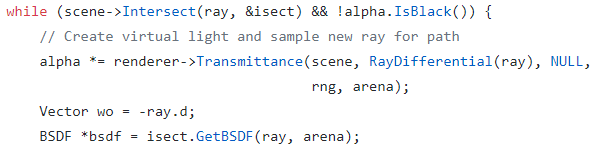 while (scene->Intersect(ray, &isect) && !alpha.IsBlack()) {
// Create virtual light and sample new ray for path
alpha *= renderer->Transmittance(scene, RayDifferential(ray), NULL,
rng, arena);
Vector wo = -ray.d;
BSDF *bsdf = isect.GetBSDF(ray, arena);